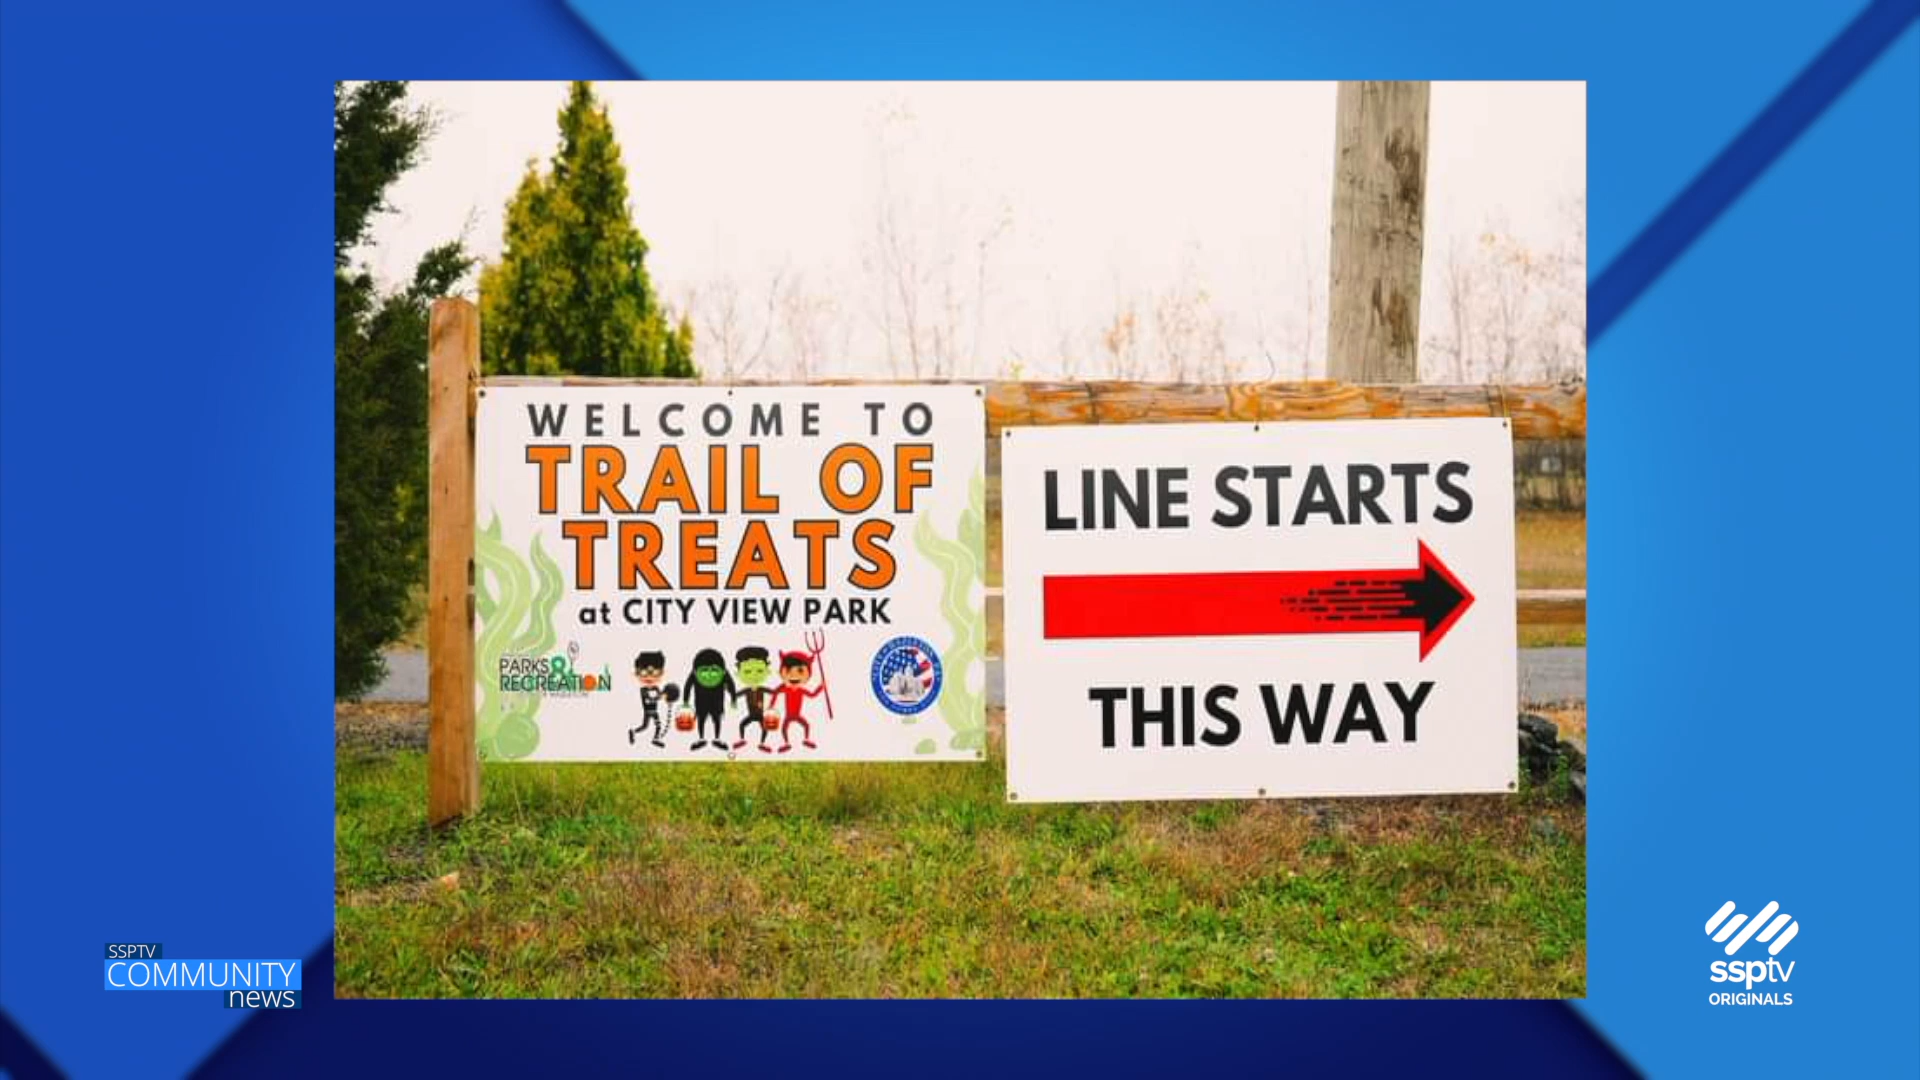 WELCOME TO
TRAIL OF
TREATS
at CITY VIEW PARK
PARKS &
RECREATION
LINE STARTS
THIS WAY
SSPTV
COMMUNITY
news
ssptv
ORIGINALS